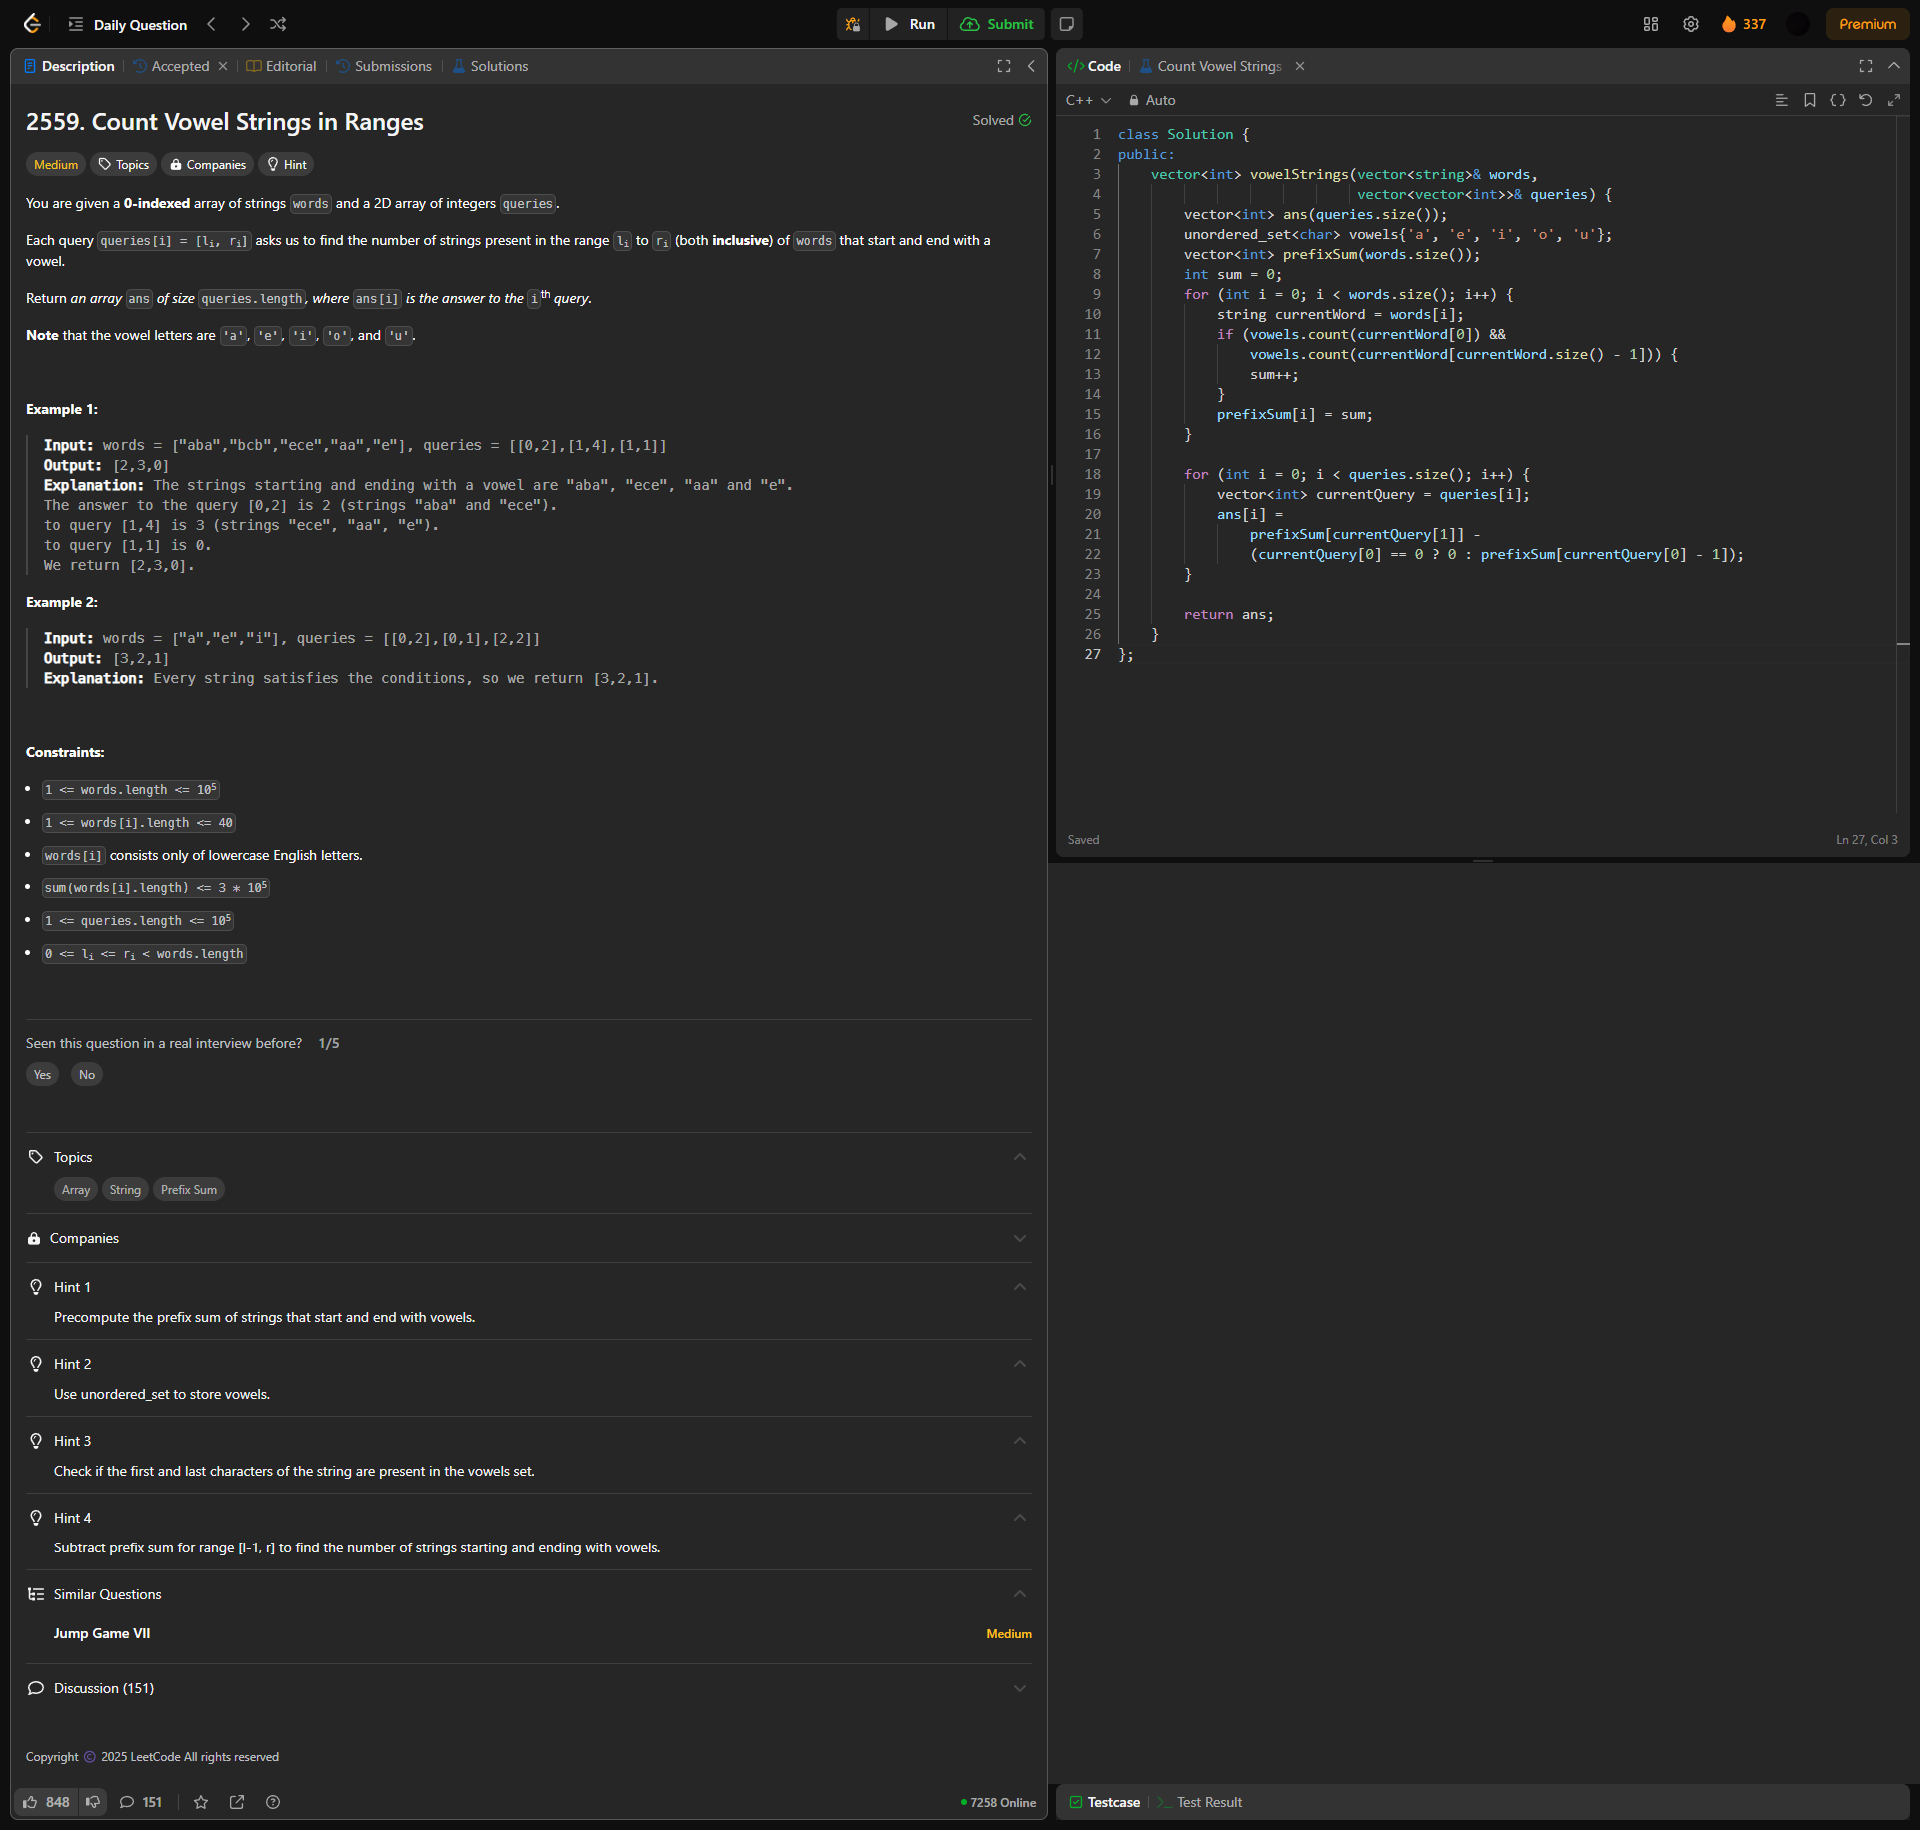 Daily Question
Run
Submit
337
Premium
Description
Accepted
Editorial
Submissions
Solutions
2559. Count Vowel Strings in Ranges
Solved
Medium
Topics
Companies
Hint
You are given a 0-indexed array of strings words and a 2D array of integers queries.
Each query queries[i] = [lᵢ, rᵢ] asks us to find the number of strings present in the range lᵢ to rᵢ (both inclusive) of words that start and end with a
vowel.
Return an array ans of size queries.length, where ans[i] is the answer to the iᵗʰ query.
Note that the vowel letters are 'a', 'e', 'i', 'o', and 'u'.
Example 1:
Input: words = ["aba","bcb","ece","aa","e"], queries = [[0,2],[1,4],[1,1]]
Output: [2,3,0]
Explanation: The strings starting and ending with a vowel are "aba", "ece", "aa" and "e".
The answer to the query [0,2] is 2 (strings "aba" and "ece").
to query [1,4] is 3 (strings "ece", "aa", "e").
to query [1,1] is 0.
We return [2,3,0].
Example 2:
Input: words = ["a","e","i"], queries = [[0,2],[0,1],[2,2]]
Output: [3,2,1]
Explanation: Every string satisfies the conditions, so we return [3,2,1].
Constraints:
1 <= words.length <= 10⁵
1 <= words[i].length <= 40
words[i] consists only of lowercase English letters.
sum(words[i].length) <= 3 * 10⁵
1 <= queries.length <= 10⁵
0 <= lᵢ <= rᵢ < words.length
Seen this question in a real interview before? 1/5
Yes
No
Topics
Array
String
Prefix Sum
Companies
Hint 1
Precompute the prefix sum of strings that start and end with vowels.
Hint 2
Use unordered_set to store vowels.
Hint 3
Check if the first and last characters of the string are present in the vowels set.
Hint 4
Subtract prefix sum for range [l-1, r] to find the number of strings starting and ending with vowels.
Similar Questions
Jump Game VII
Medium
Discussion (151)
Copyright © 2025 LeetCode All rights reserved
848
151
7258 Online
</> Code
Count Vowel Strings
C++
Auto
1 class Solution {
2 public:
3 vector<int> vowelStrings(vector<string>& words,
4 vector<vector<int>>& queries) {
5 vector<int> ans(queries.size());
6 unordered_set<char> vowels{'a', 'e', 'i', 'o', 'u'};
7 vector<int> prefixSum(words.size());
8 int sum = 0;
9 for (int i = 0; i < words.size(); i++) {
10 string currentWord = words[i];
11 if (vowels.count(currentWord[0]) &&
12 vowels.count(currentWord[currentWord.size() - 1])) {
13 sum++;
14 }
15 prefixSum[i] = sum;
16 }
17
18 for (int i = 0; i < queries.size(); i++) {
19 vector<int> currentQuery = queries[i];
20 ans[i] =
21 prefixSum[currentQuery[1]] -
22 (currentQuery[0] == 0 ? 0 : prefixSum[currentQuery[0] - 1]);
23 }
24
25 return ans;
26 }
27 };
Saved
Ln 27, Col 3
Testcase
Test Result